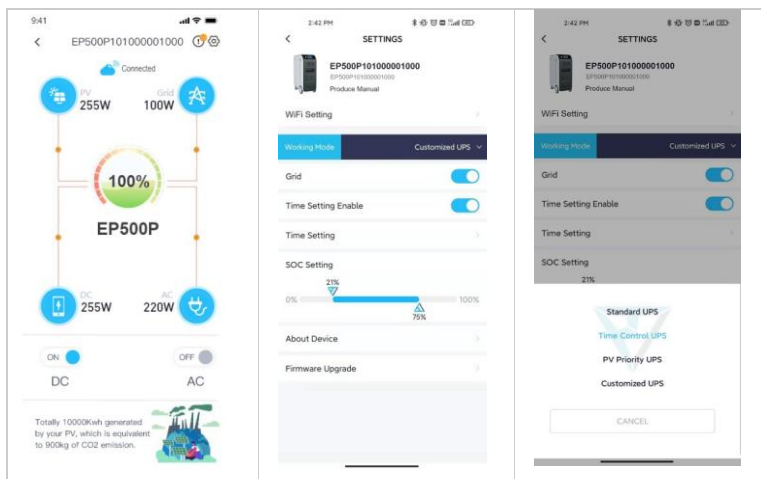 9:41
EP500P101000001000
Connected
PV
255W
Grid
100W
100%
EP500P
DC
255W
AC
220W
ON
OFF
DC
AC
Totally 10000Kwh generated
by your PV, which is equivalent
to 900kg of CO2 emission.
2:42 PM
SETTINGS
EP500P101000001000
EP500P101000001000
Produce Manual
WiFi Setting
Working Mode
Customized UPS
Grid
Time Setting Enable
Time Setting
SOC Setting
21%
0%
100%
75%
About Device
Firmware Upgrade
2:42 PM
SETTINGS
EP500P101000001000
EP500P101000001000
Produce Manual
WiFi Setting
Working Mode
Customized UPS
Grid
Time Setting Enable
Time Setting
SOC Setting
21%
Standard UPS
Time Control UPS
PV Priority UPS
Customized UPS
CANCEL